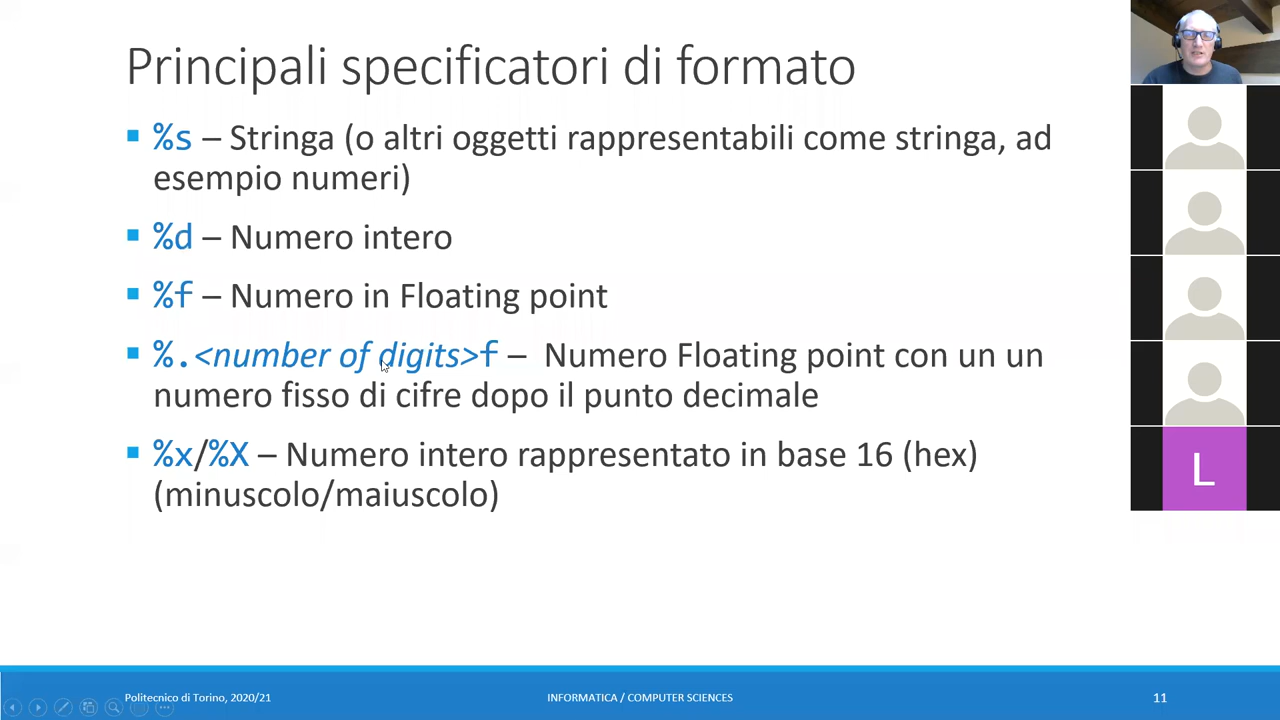 Principali specificatori di formato
%s – Stringa (o altri oggetti rappresentabili come stringa, ad
esempio numeri)
%d – Numero intero
%f – Numero in Floating point
%.<number of digits>f – Numero Floating point con un un
numero fisso di cifre dopo il punto decimale
%x/%X – Numero intero rappresentato in base 16 (hex)
(minuscolo/maiuscolo)
L
Politecnico di Torino, 2020/21
INFORMATICA / COMPUTER SCIENCES
11